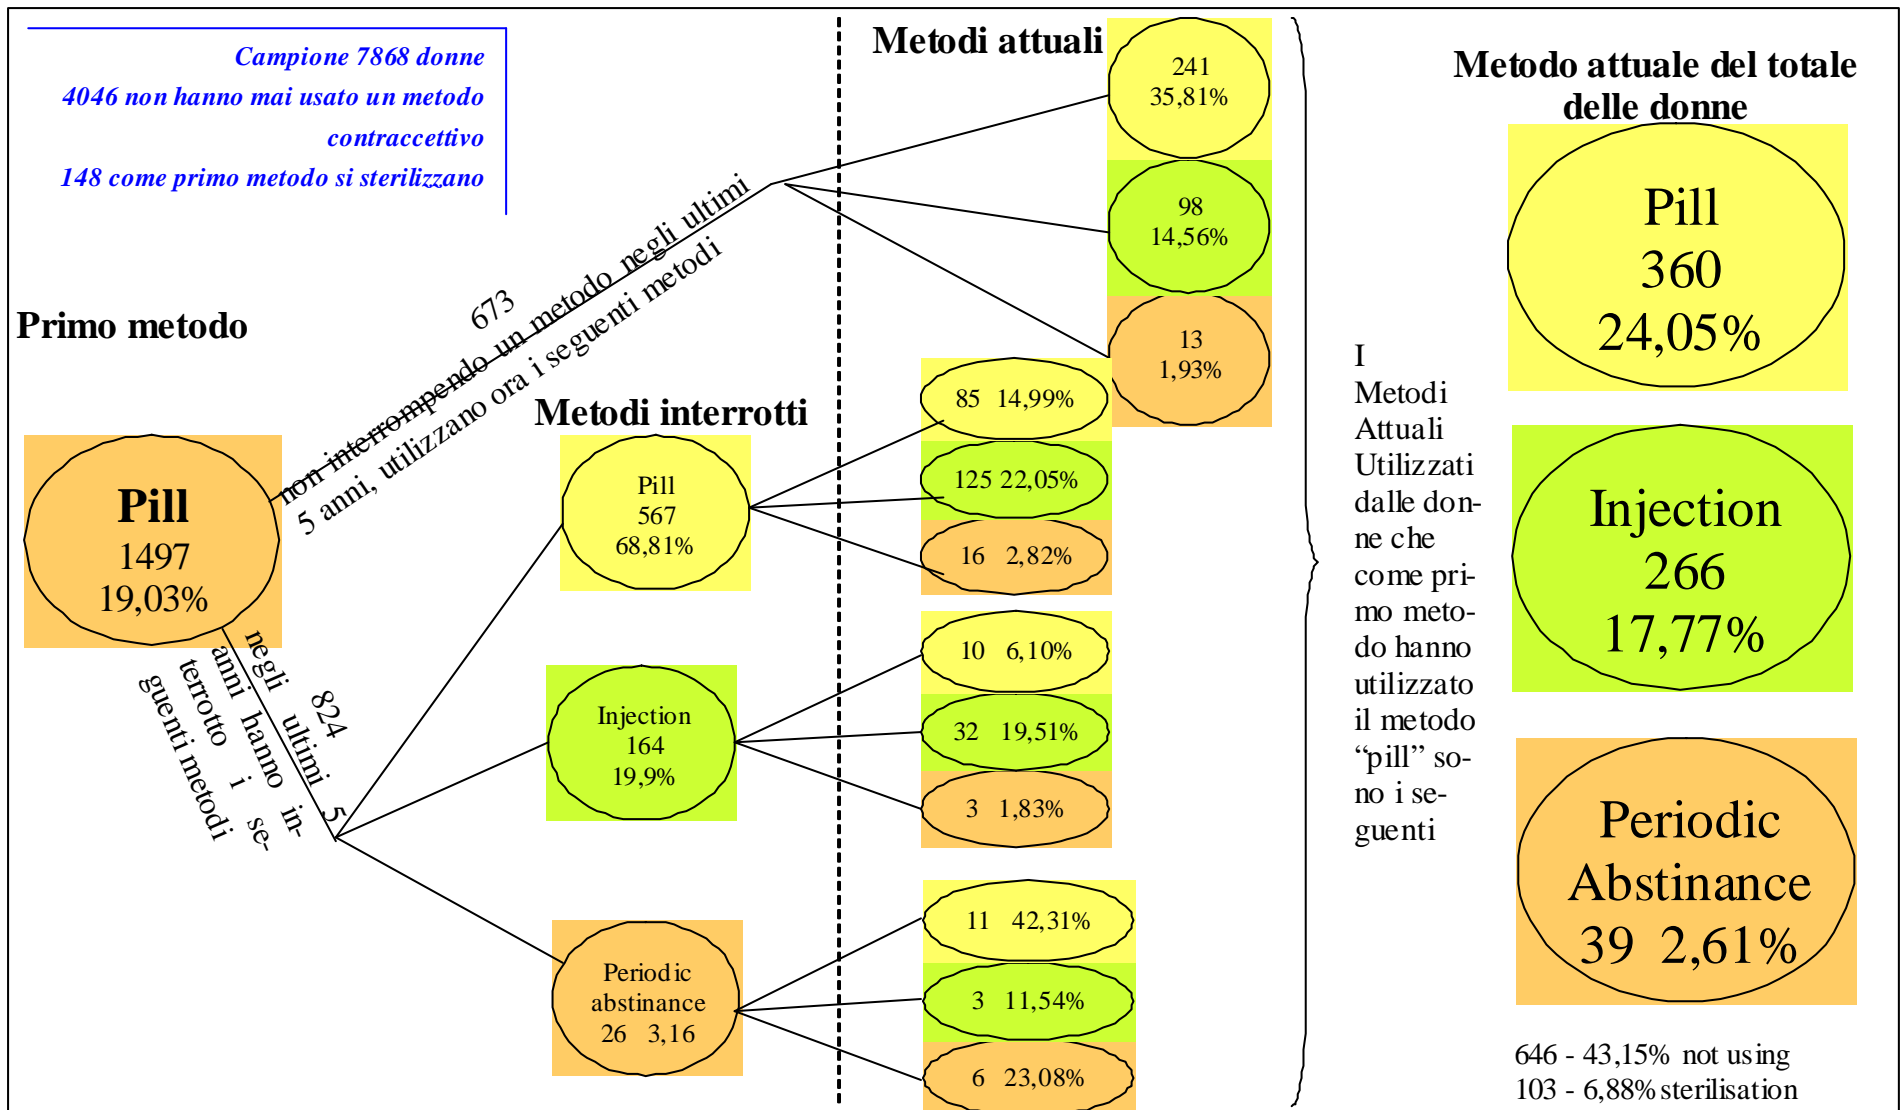 Campione 7868 donne
4046 non hanno mai usato un metodo
contraccettivo
148 come primo metodo si sterilizzano
Primo metodo
Pill
1497
19,03%
673
non interrompendo un metodo negli ultimi
5 anni, utilizzano ora i seguenti metodi
824
negli ultimi 5
anni hanno in-
terrotto i se-
guenti metodi
Metodi interrotti
Pill
567
68,81%
Injection
164
19,9%
Periodic
abstinance
26 3,16
Metodi attuali
241
35,81%
98
14,56%
13
1,93%
85 14,99%
125 22,05%
16 2,82%
10 6,10%
32 19,51%
3 1,83%
11 42,31%
3 11,54%
6 23,08%
I
Metodi
Attuali
Utilizzati
dalle don-
ne che
come pri-
mo meto-
do hanno
utilizzato
il metodo
“pill” so-
no i se-
guenti
Metodo attuale del totale
delle donne
Pill
360
24,05%
Injection
266
17,77%
Periodic
Abstinance
39 2,61%
646 - 43,15% not using
103 - 6,88% sterilisation